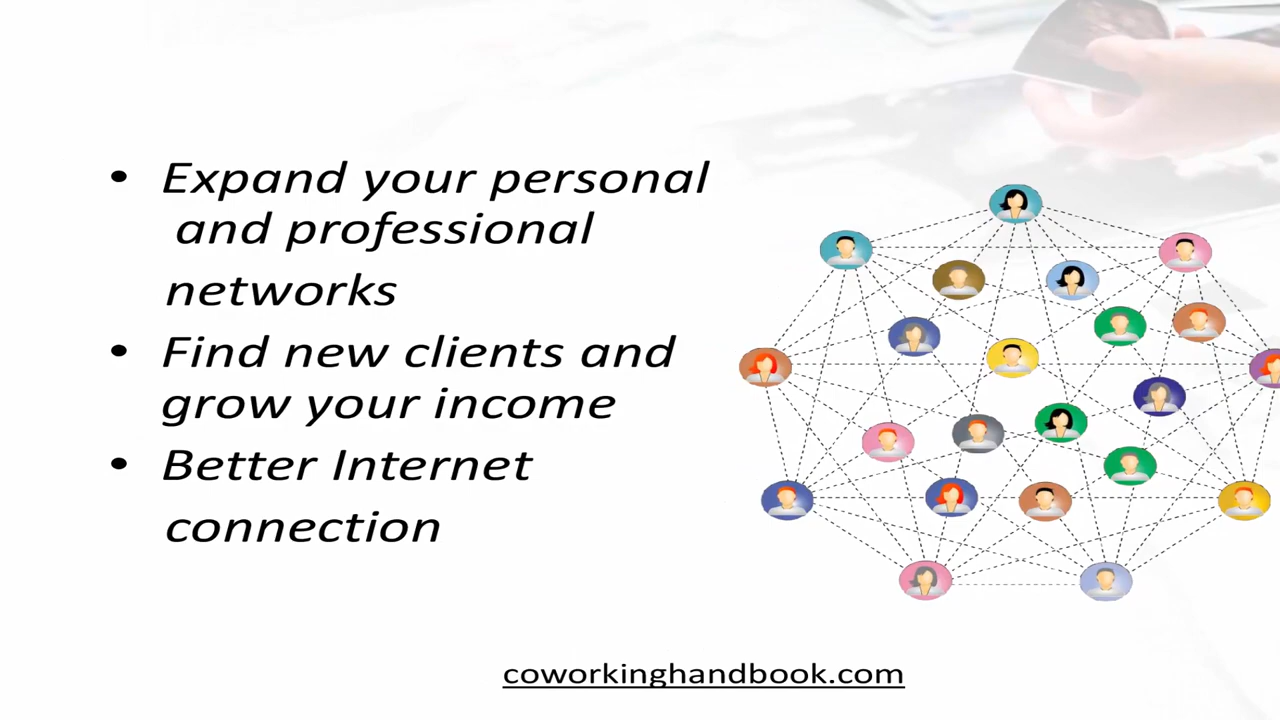 • Expand your personal
and professional
networks
• Find new clients and
grow your income
• Better Internet
connection
coworkinghandbook.com